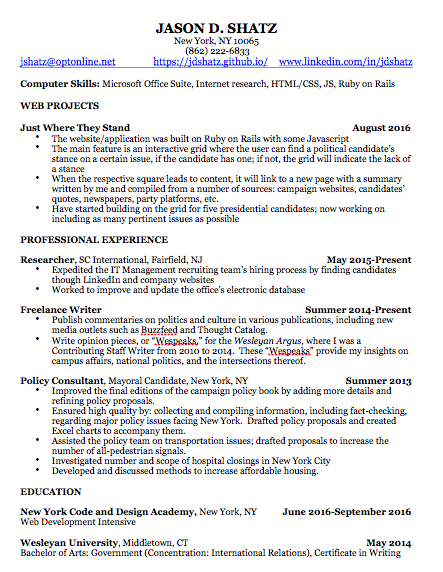 JASON D. SHATZ
New York, NY 10065
(862) 222-6833
jshatz@optonline.net https://jdshatz.github.io/ www.linkedin.com/in/jdshatz
Computer Skills: Microsoft Office Suite, Internet research, HTML/CSS, JS, Ruby on Rails
WEB PROJECTS
Just Where They Stand August 2016
• The website/application was built on Ruby on Rails with some Javascript
• The main feature is an interactive grid where the user can find a political candidate's
stance on a certain issue, if the candidate has one; if not, the grid will indicate the lack of
a stance
• When the respective square leads to content, it will link to a new page with a summary
written by me and compiled from a number of sources: campaign websites, candidates'
quotes, newspapers, party platforms, etc.
• Have started building on the grid for five presidential candidates; now working on
including as many pertinent issues as possible
PROFESSIONAL EXPERIENCE
Researcher, SC International, Fairfield, NJ May 2015-Present
• Expedited the IT Management recruiting team's hiring process by finding candidates
though LinkedIn and company websites
• Worked to improve and update the office's electronic database
Freelance Writer Summer 2014-Present
• Publish commentaries on politics and culture in various publications, including new
media outlets such as Buzzfeed and Thought Catalog.
• Write opinion pieces, or "Wespeaks," for the Wesleyan Argus, where I was a
Contributing Staff Writer from 2010 to 2014. These "Wespeaks" provide my insights on
campus affairs, national politics, and the intersections thereof.
Policy Consultant, Mayoral Candidate, New York, NY Summer 2013
• Improved the final editions of the campaign policy book by adding more details and
refining policy proposals.
• Ensured high quality by: collecting and compiling information, including fact-checking,
regarding major policy issues facing New York. Drafted policy proposals and created
Excel charts to accompany.
• Assisted the policy team on transportation issues; drafted proposals to increase the
number of all-pedestrian signals.
• Investigated number and location of hospitals closing in New York City
• Developed and discussed methods to increase affordable housing.
EDUCATION
New York Code and Design Academy, New York, NY June 2016-September 2016
Web Development Intensive
Wesleyan University, Middletown, CT May 2014
Bachelor of Arts: Government (Concentration: International Relations), Certificate in Writing